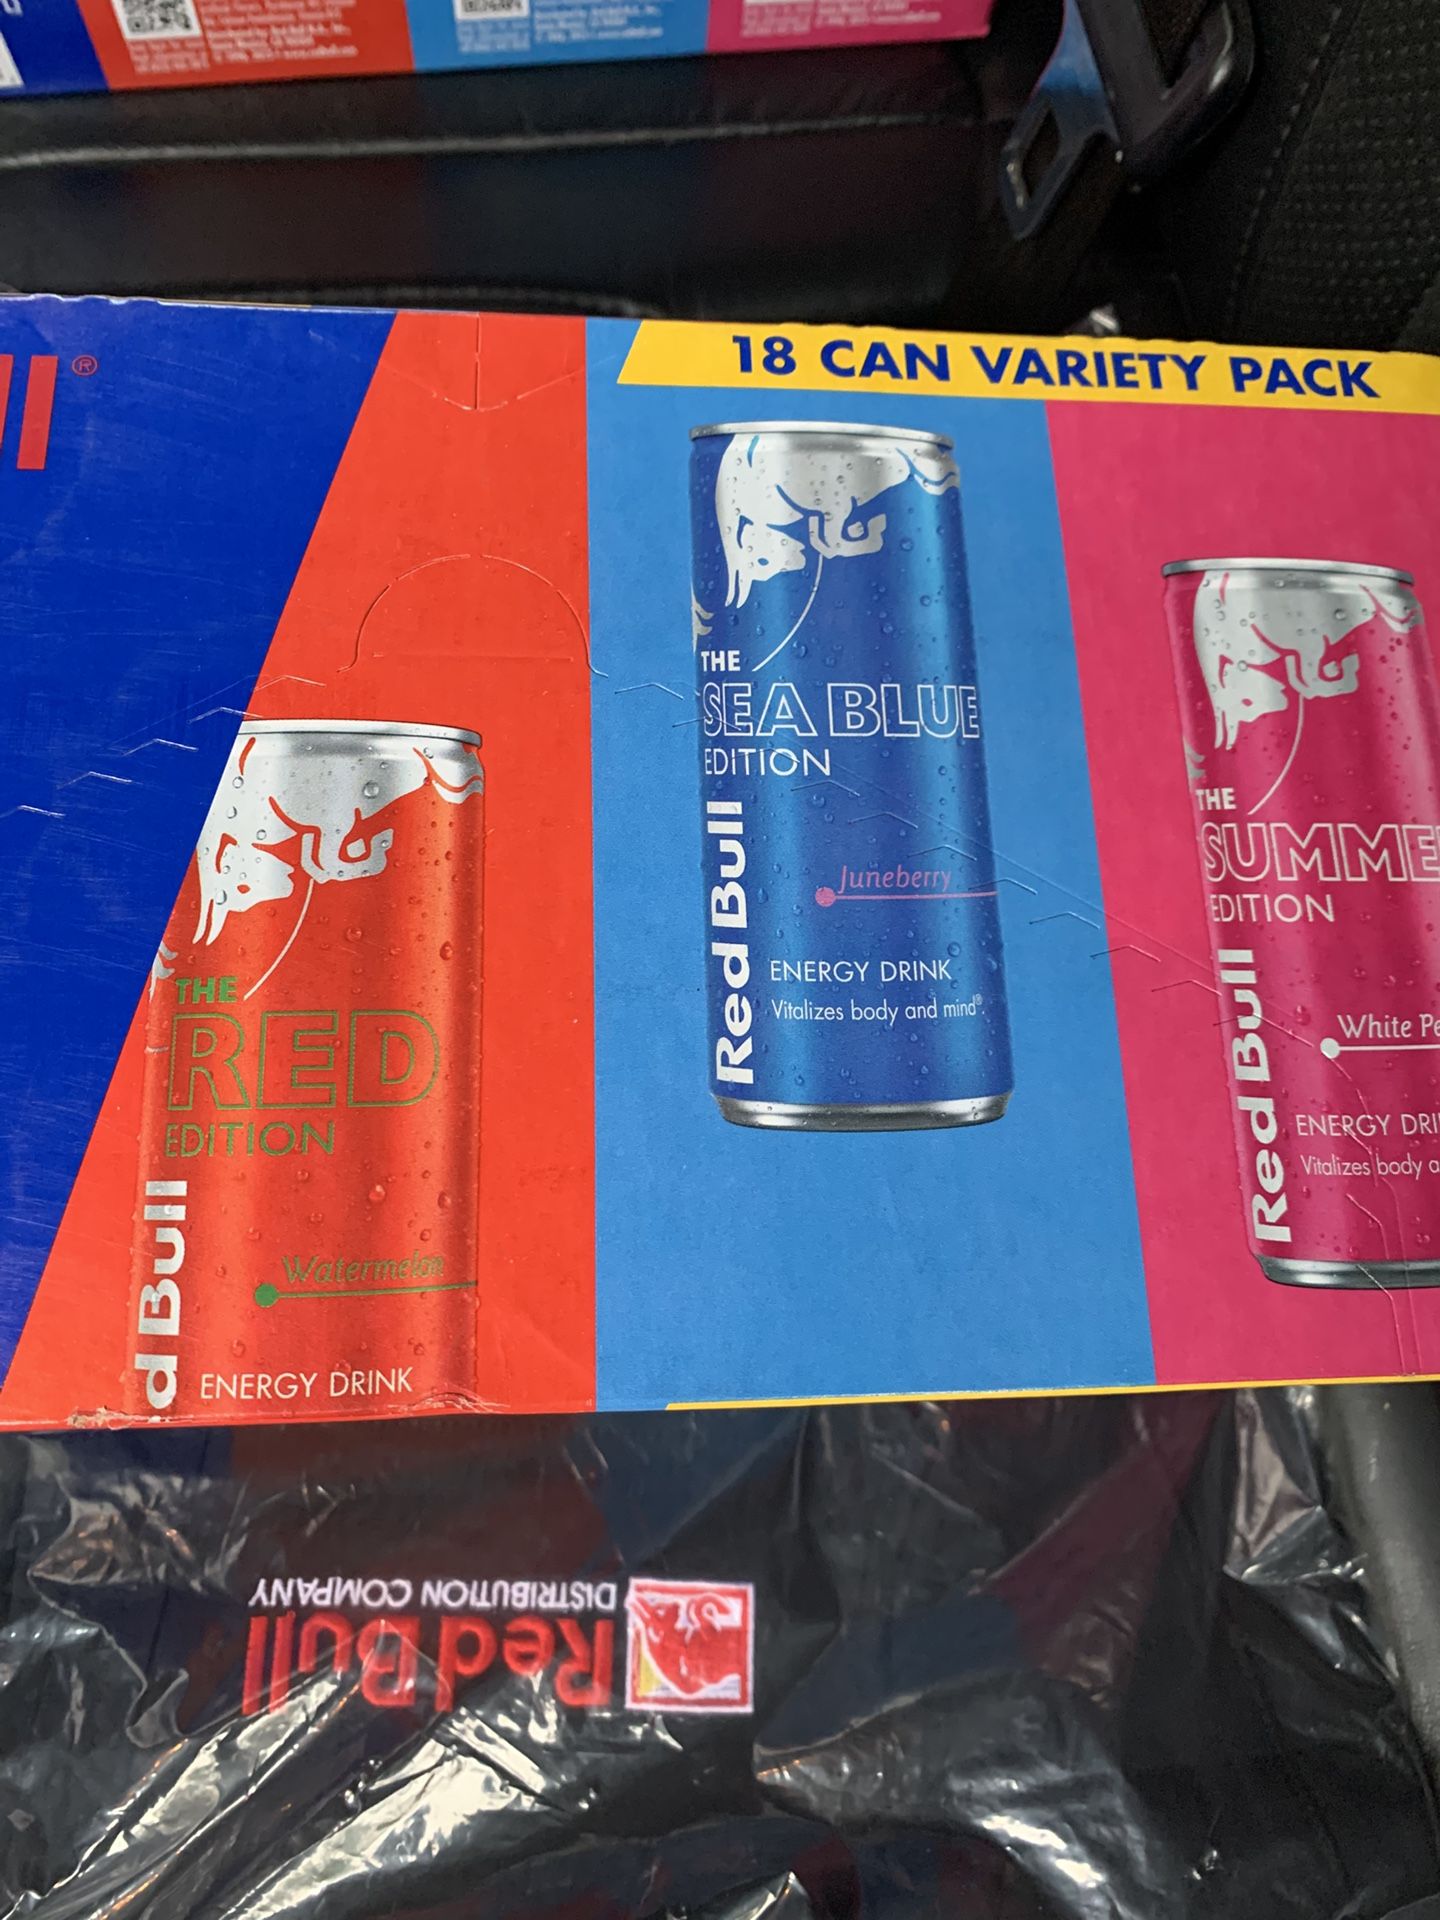 ll®
18 CAN VARIETY PACK
THE
RED
EDITION
d Bull
Watermelon
ENERGY DRINK
THE
SEA BLUE
EDITION
Red Bull
Juneberry
ENERGY DRINK
Vitalizes body and mind®.
THE
SUMME
EDITION
Red Bull
White Pe
ENERGY DRI
Vitalizes body a
Red Bull
DISTRIBUTION COMPANY